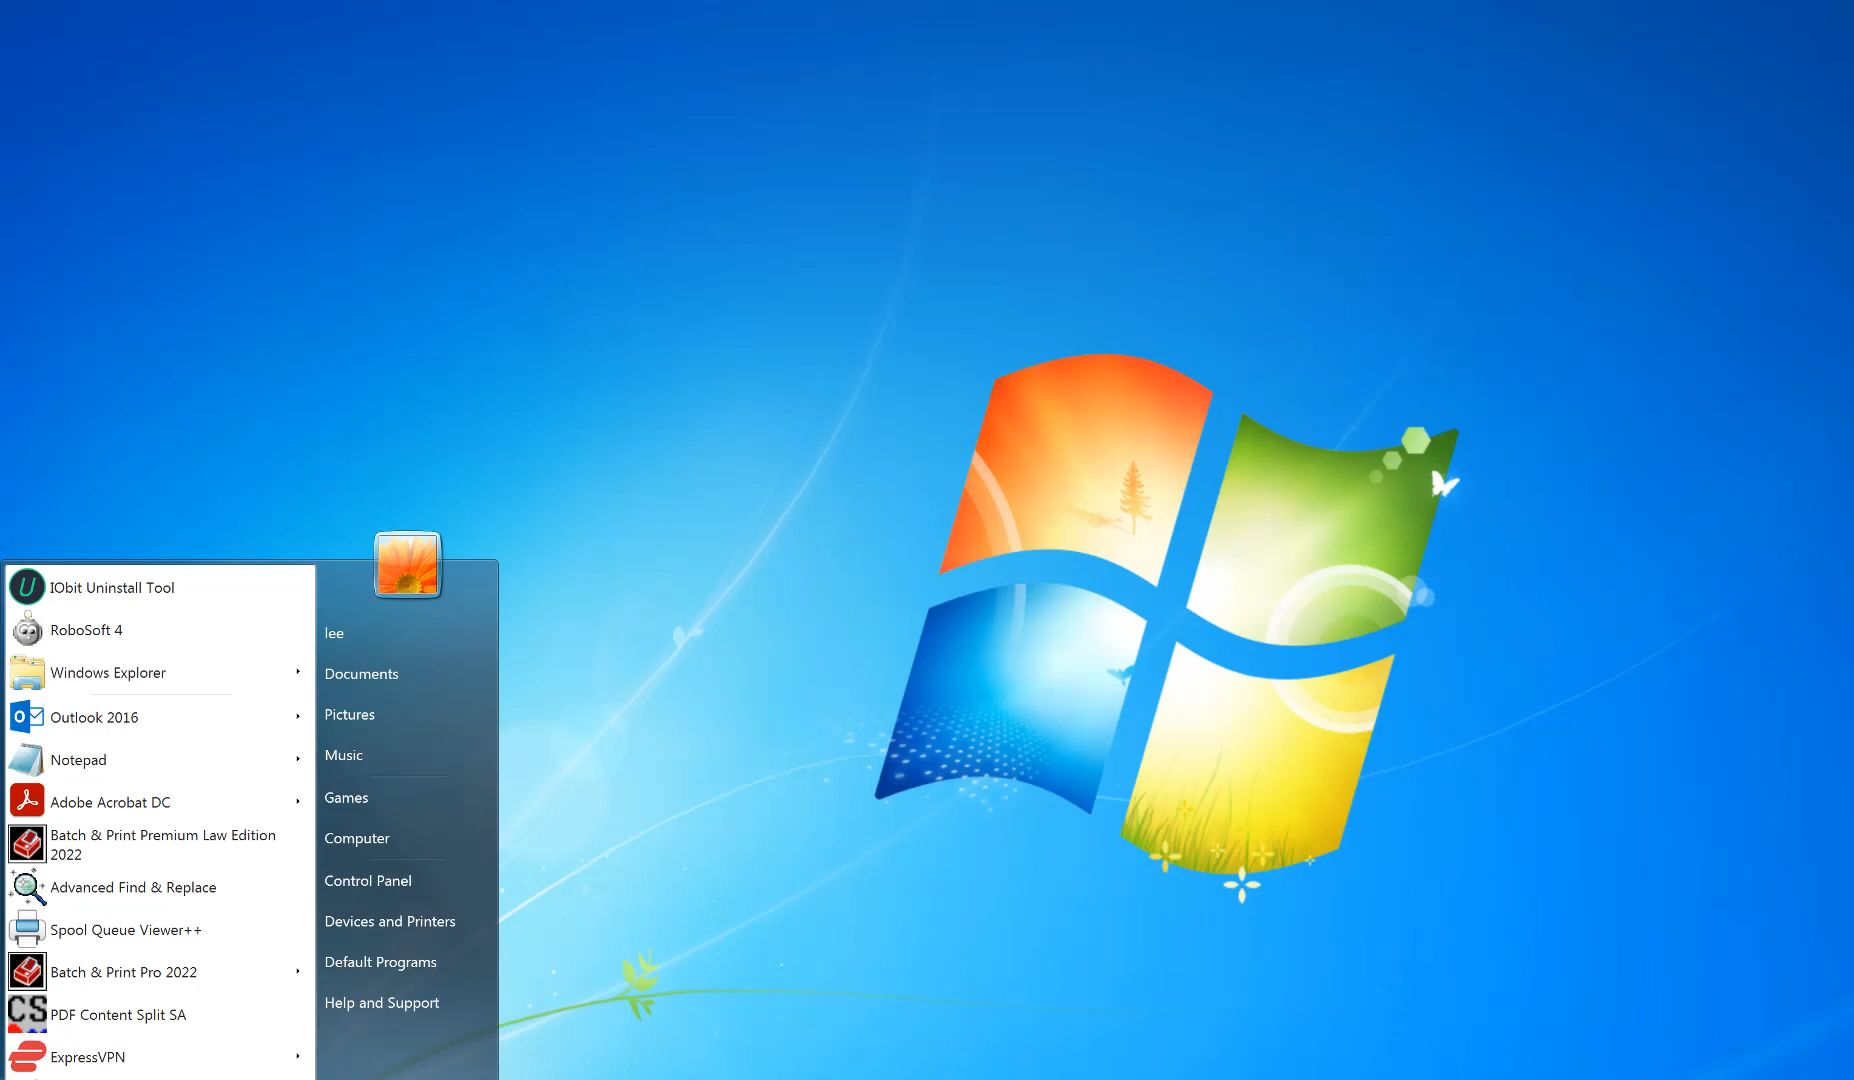 IObit Uninstall Tool
RoboSoft 4
Windows Explorer
Outlook 2016
Notepad
Adobe Acrobat DC
Batch & Print Premium Law Edition
2022
Advanced Find & Replace
Spool Queue Viewer++
Batch & Print Pro 2022
CS
PDF Content Split SA
ExpressVPN
lee
Documents
Pictures
Music
Games
Computer
Control Panel
Devices and Printers
Default Programs
Help and Support